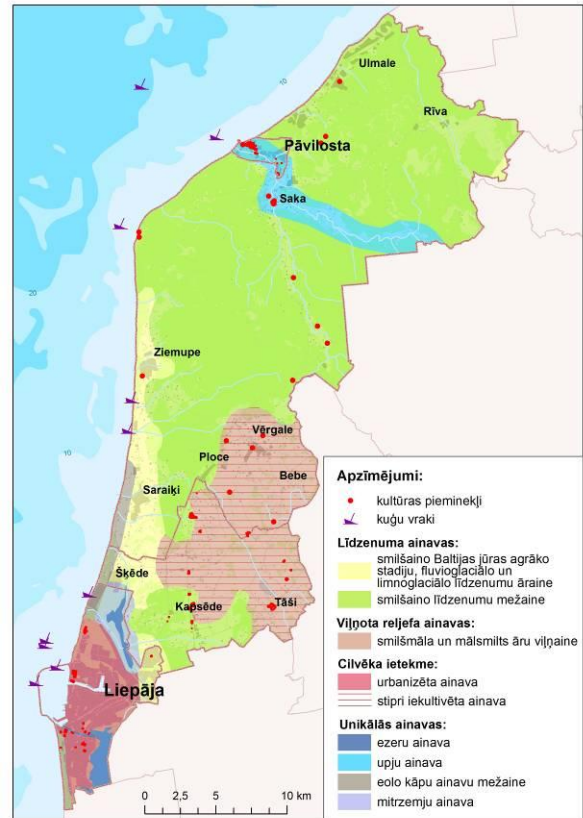 Ulmale
Rīva
Pāvilosta
Saka
20
10
Ziemupe
Vērgale
Ploce
Bebe
Saraiķi
Šķēde
Kapsēde
Tāši
Liepāja
Apzīmējumi:
kultūras pieminekļi
kuģu vraki
Līdzenuma ainavas:
smilšaino Baltijas jūras agrāko
stadiju, fluvioglaciālo un
limnoglaciālo līdzenumu āraine
smilšaino līdzenumu mežaine
Viļņota reljefa ainavas:
smilšmāla un mālsmilts āru viļņaine
Cilvēka ietekme:
urbanizēta ainava
stipri iekultivēta ainava
Unikālās ainavas:
ezeru ainava
upju ainava
eolo kāpu ainavu mežaine
mitrzemju ainava
0 2,5 5 10 km